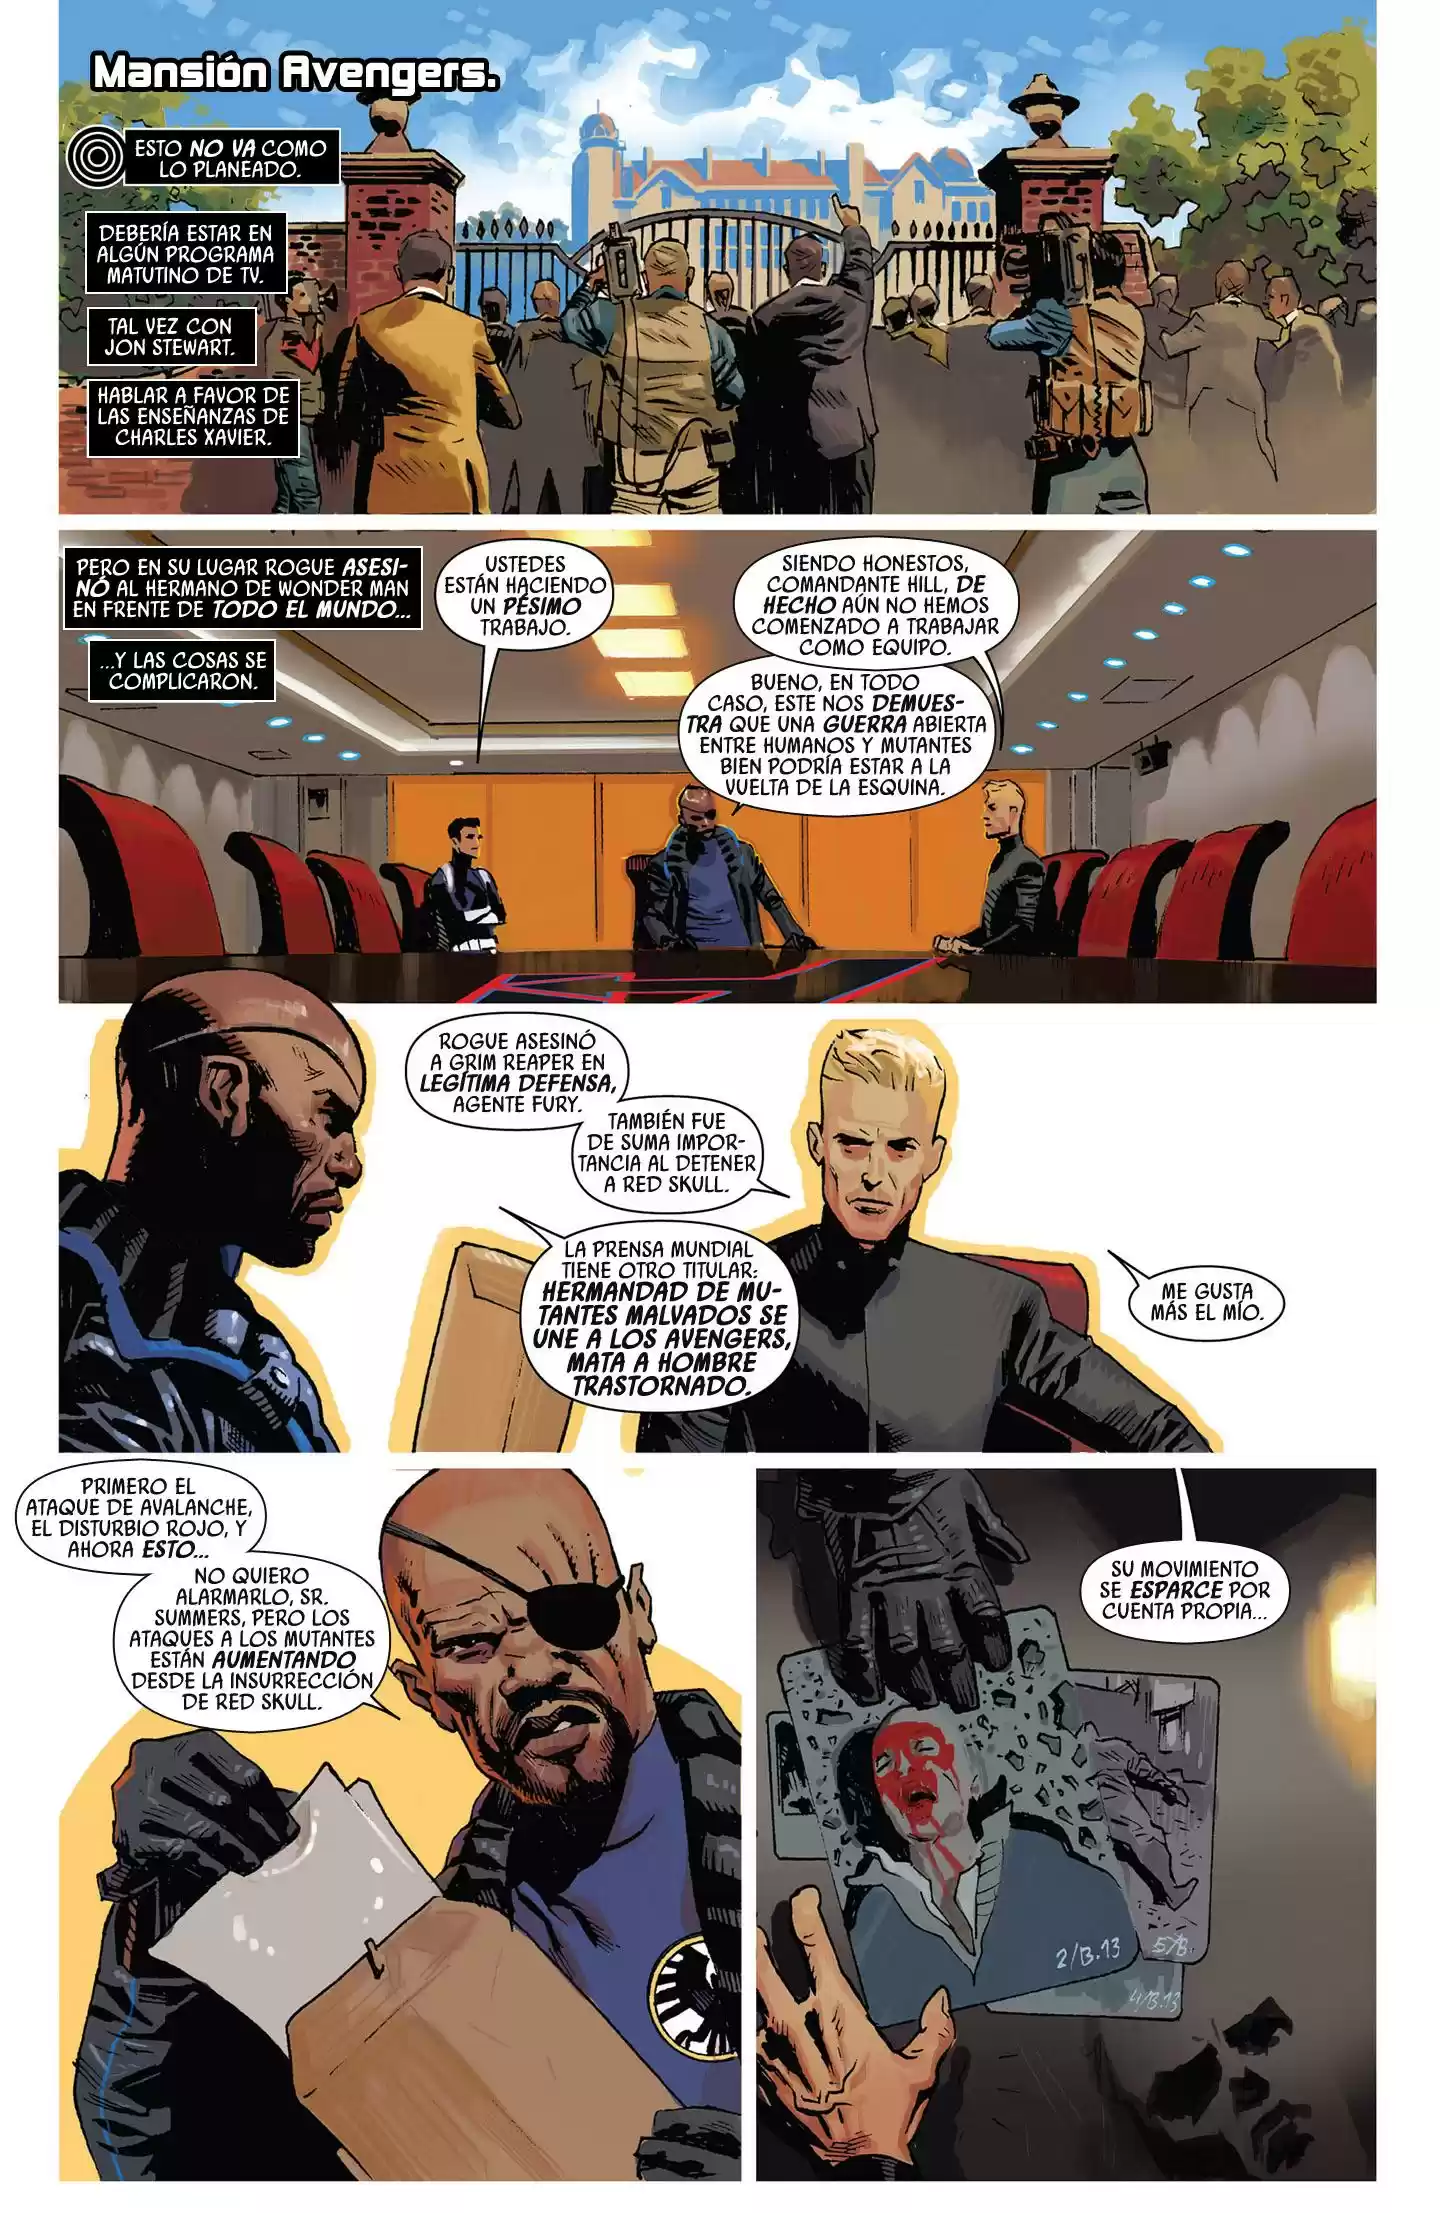 Mansión Avengers.
ESTO NO VA COMO
LO PLANEADO.
DEBERÍA ESTAR EN
ALGÚN PROGRAMA
MATUTINO DE TV.
TAL VEZ CON
JON STEWART.
HABLAR A FAVOR DE
LAS ENSEÑANZAS DE
CHARLES XAVIER.
PERO EN SU LUGAR ROGUE ASESI-
NÓ AL HERMANO DE WONDER MAN
EN FRENTE DE TODO EL MUNDO...
...Y LAS COSAS SE
COMPLICARON.
USTEDES
ESTÁN HACIENDO
UN PÉSIMO
TRABAJO.
SIENDO HONESTOS,
COMANDANTE HILL, DE
HECHO AÚN NO HEMOS
COMENZADO A TRABAJAR
COMO EQUIPO.
BUENO, EN TODO
CASO, ESTE NOS DEMUES-
TRA QUE UNA GUERRA ABIERTA
ENTRE HUMANOS Y MUTANTES
BIEN PODRÍA ESTAR A LA
VUELTA DE LA ESQUINA.
ROGUE ASESINÓ
A GRIM REAPER EN
LEGÍTIMA DEFENSA,
AGENTE FURY.
TAMBIÉN FUE
DE SUMA IMPOR-
TANCIA AL DETENER
A RED SKULL.
LA PRENSA MUNDIAL
TIENE OTRO TITULAR:
HERMANDAD DE MU-
TANTES MALVADOS SE
UNE A LOS AVENGERS,
MATA A HOMBRE
TRASTORNADO.
ME GUSTA
MÁS EL MÍO.
PRIMERO EL
ATAQUE DE AVALANCHE,
EL DISTURBIO ROJO, Y
AHORA ESTO...
NO QUIERO
ALARMARLO, SR.
SUMMERS, PERO LOS
ATAQUES A LOS MUTANTES
ESTÁN AUMENTANDO
DESDE LA INSURRECCIÓN
DE RED SKULL.
SU MOVIMIENTO
SE ESPARCE POR
CUENTA PROPIA...
2/B.13
5/B.
4/B.13